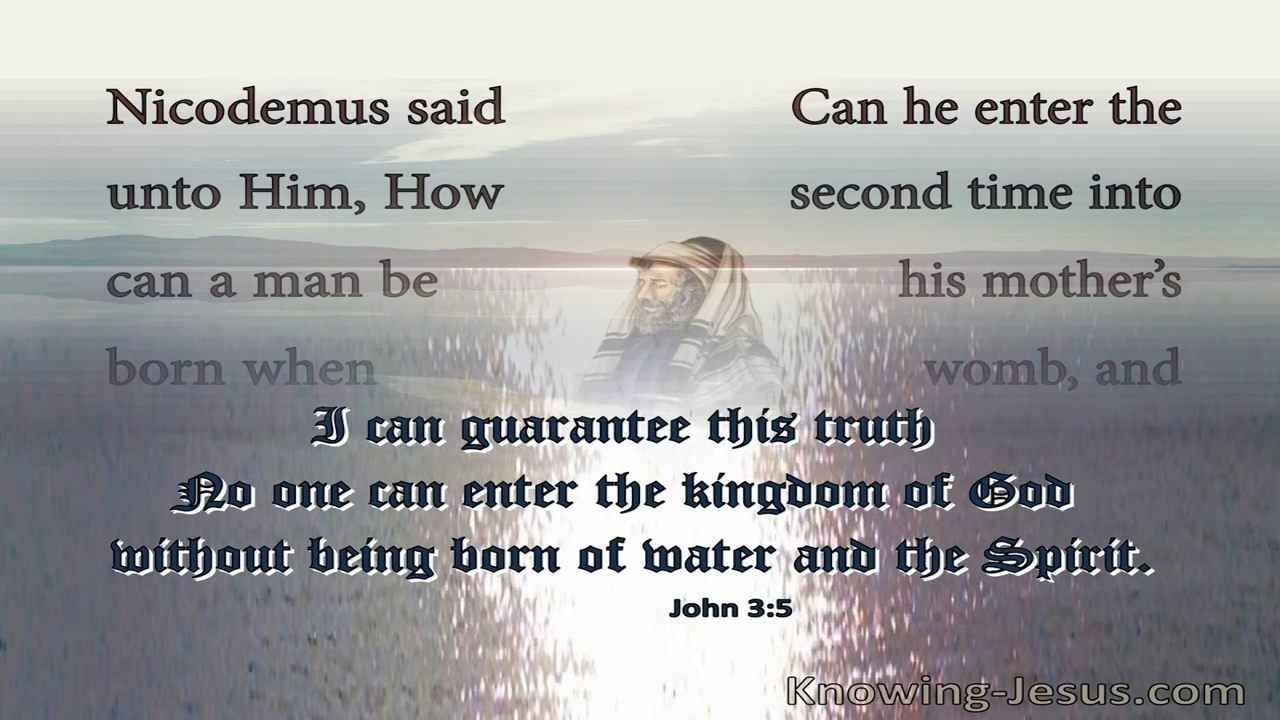 Nicodemus said
unto Him, How
can a man be
born when
Can he enter the
second time into
his mother’s
womb, and
I can guarantee this truth
No one can enter the kingdom of God
without being born of water and the Spirit.
John 3:5
Knowing-Jesus.com